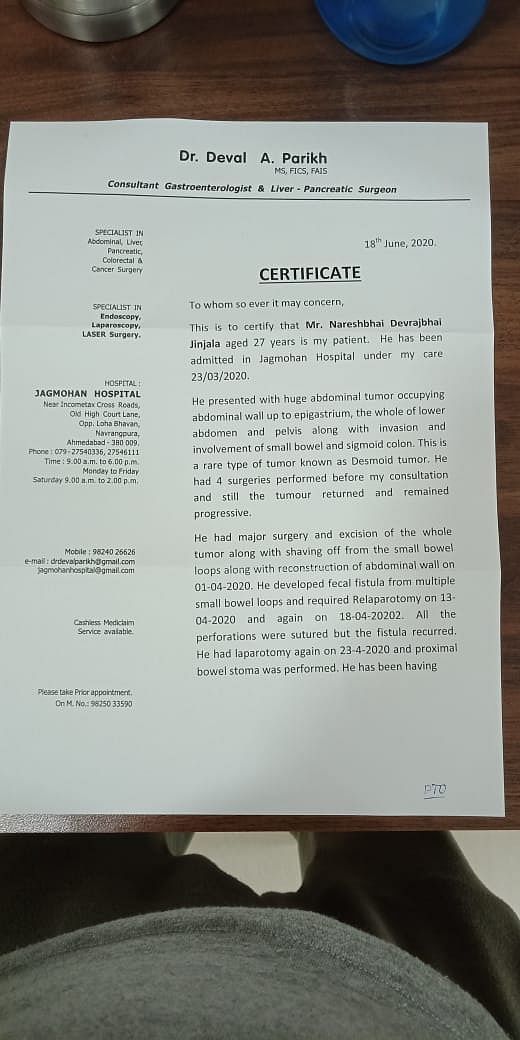 Dr. Deval A. Parikh
MS, FICS, FAIS
Consultant Gastroenterologist & Liver - Pancreatic Surgeon
SPECIALIST IN
Abdominal, Liver,
Pancreatic,
Colorectal &
Cancer Surgery
SPECIALIST IN
Endoscopy,
Laparoscopy,
LASER Surgery.
HOSPITAL :
JAGMOHAN HOSPITAL
Near Incometax Cross Roads,
Old High Court Lane,
Opp. Loha Bhavan,
Navrangpura,
Ahmedabad - 380 009.
Phone : 079 - 27540336, 27546111
Time : 9.00 a.m. to 6.00 p.m.
Monday to Friday
Saturday 9.00 a.m. to 2.00 p.m.
Mobile : 98240 26626
e-mail : drdevalparikh@gmail.com
jagmohanhospital@gmail.com
Cashless Mediclaim
Service available.
Please take Prior appointment.
On M. No.: 98250 33590
18th June, 2020.
CERTIFICATE
To whom so ever it may concern,
This is to certify that Mr. Nareshbhai Devrajbhai
Jinjala aged 27 years is my patient. He has been
admitted in Jagmohan Hospital under my care
23/03/2020.
He presented with huge abdominal tumor occupying
abdominal wall up to epigastrium, the whole of lower
abdomen and pelvis along with invasion and
involvement of small bowel and sigmoid colon. This is
a rare type of tumor known as Desmoid tumor. He
had 4 surgeries performed before my consultation
and still the tumour returned and remained
progressive.
He had major surgery and excision of the whole
tumor along with shaving off from the small bowel
loops along with reconstruction of abdominal wall on
01-04-2020. He developed fecal fistula from multiple
small bowel loops and required Relaparotomy on 13-
04-2020 and again on 18-04-20202. All the
perforations were sutured but the fistula recurred.
He had laparotomy again on 23-4-2020 and proximal
bowel stoma was performed. He has been having
PTO